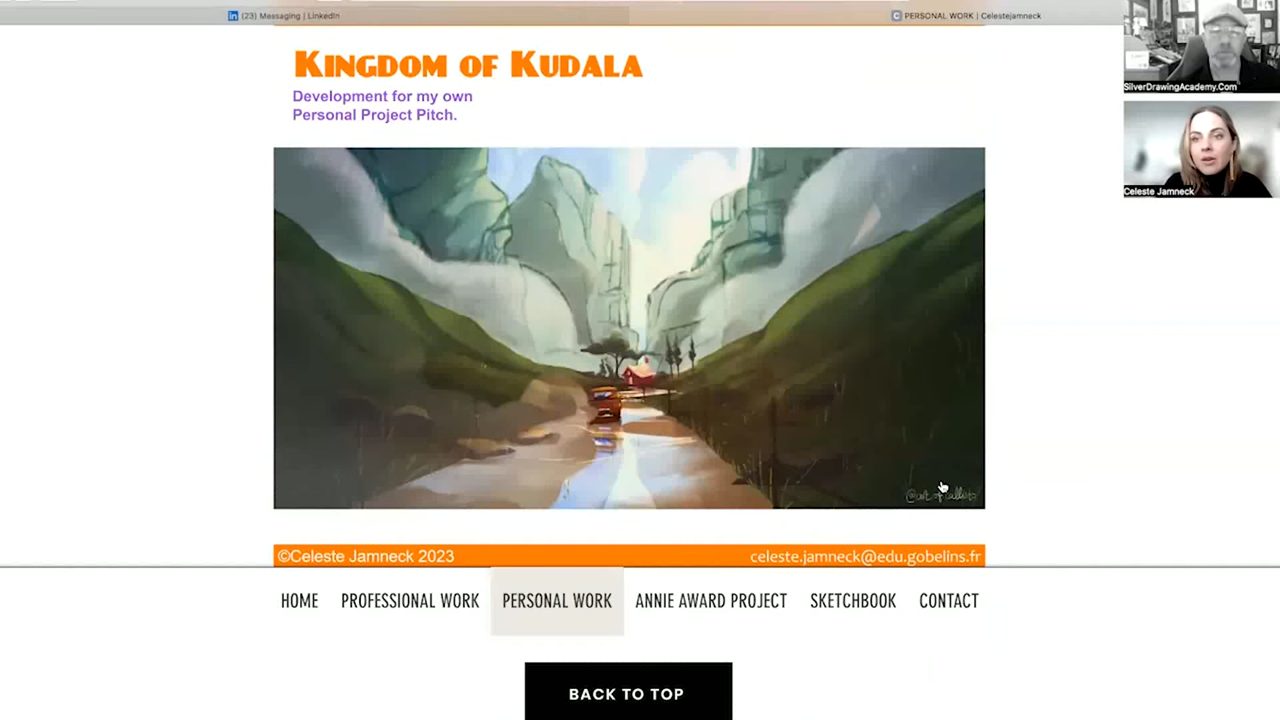 (23) Messaging | LinkedIn
PERSONAL WORK | Celestejamneck
KINGDOM OF KUDALA
Development for my own
Personal Project Pitch.
SilverDrawingAcademy.Com
Celeste Jamneck
©Celeste Jamneck 2023
celeste.jamneck@edu.gobelins.fr
HOME
PROFESSIONAL WORK
PERSONAL WORK
ANNIE AWARD PROJECT
SKETCHBOOK
CONTACT
BACK TO TOP